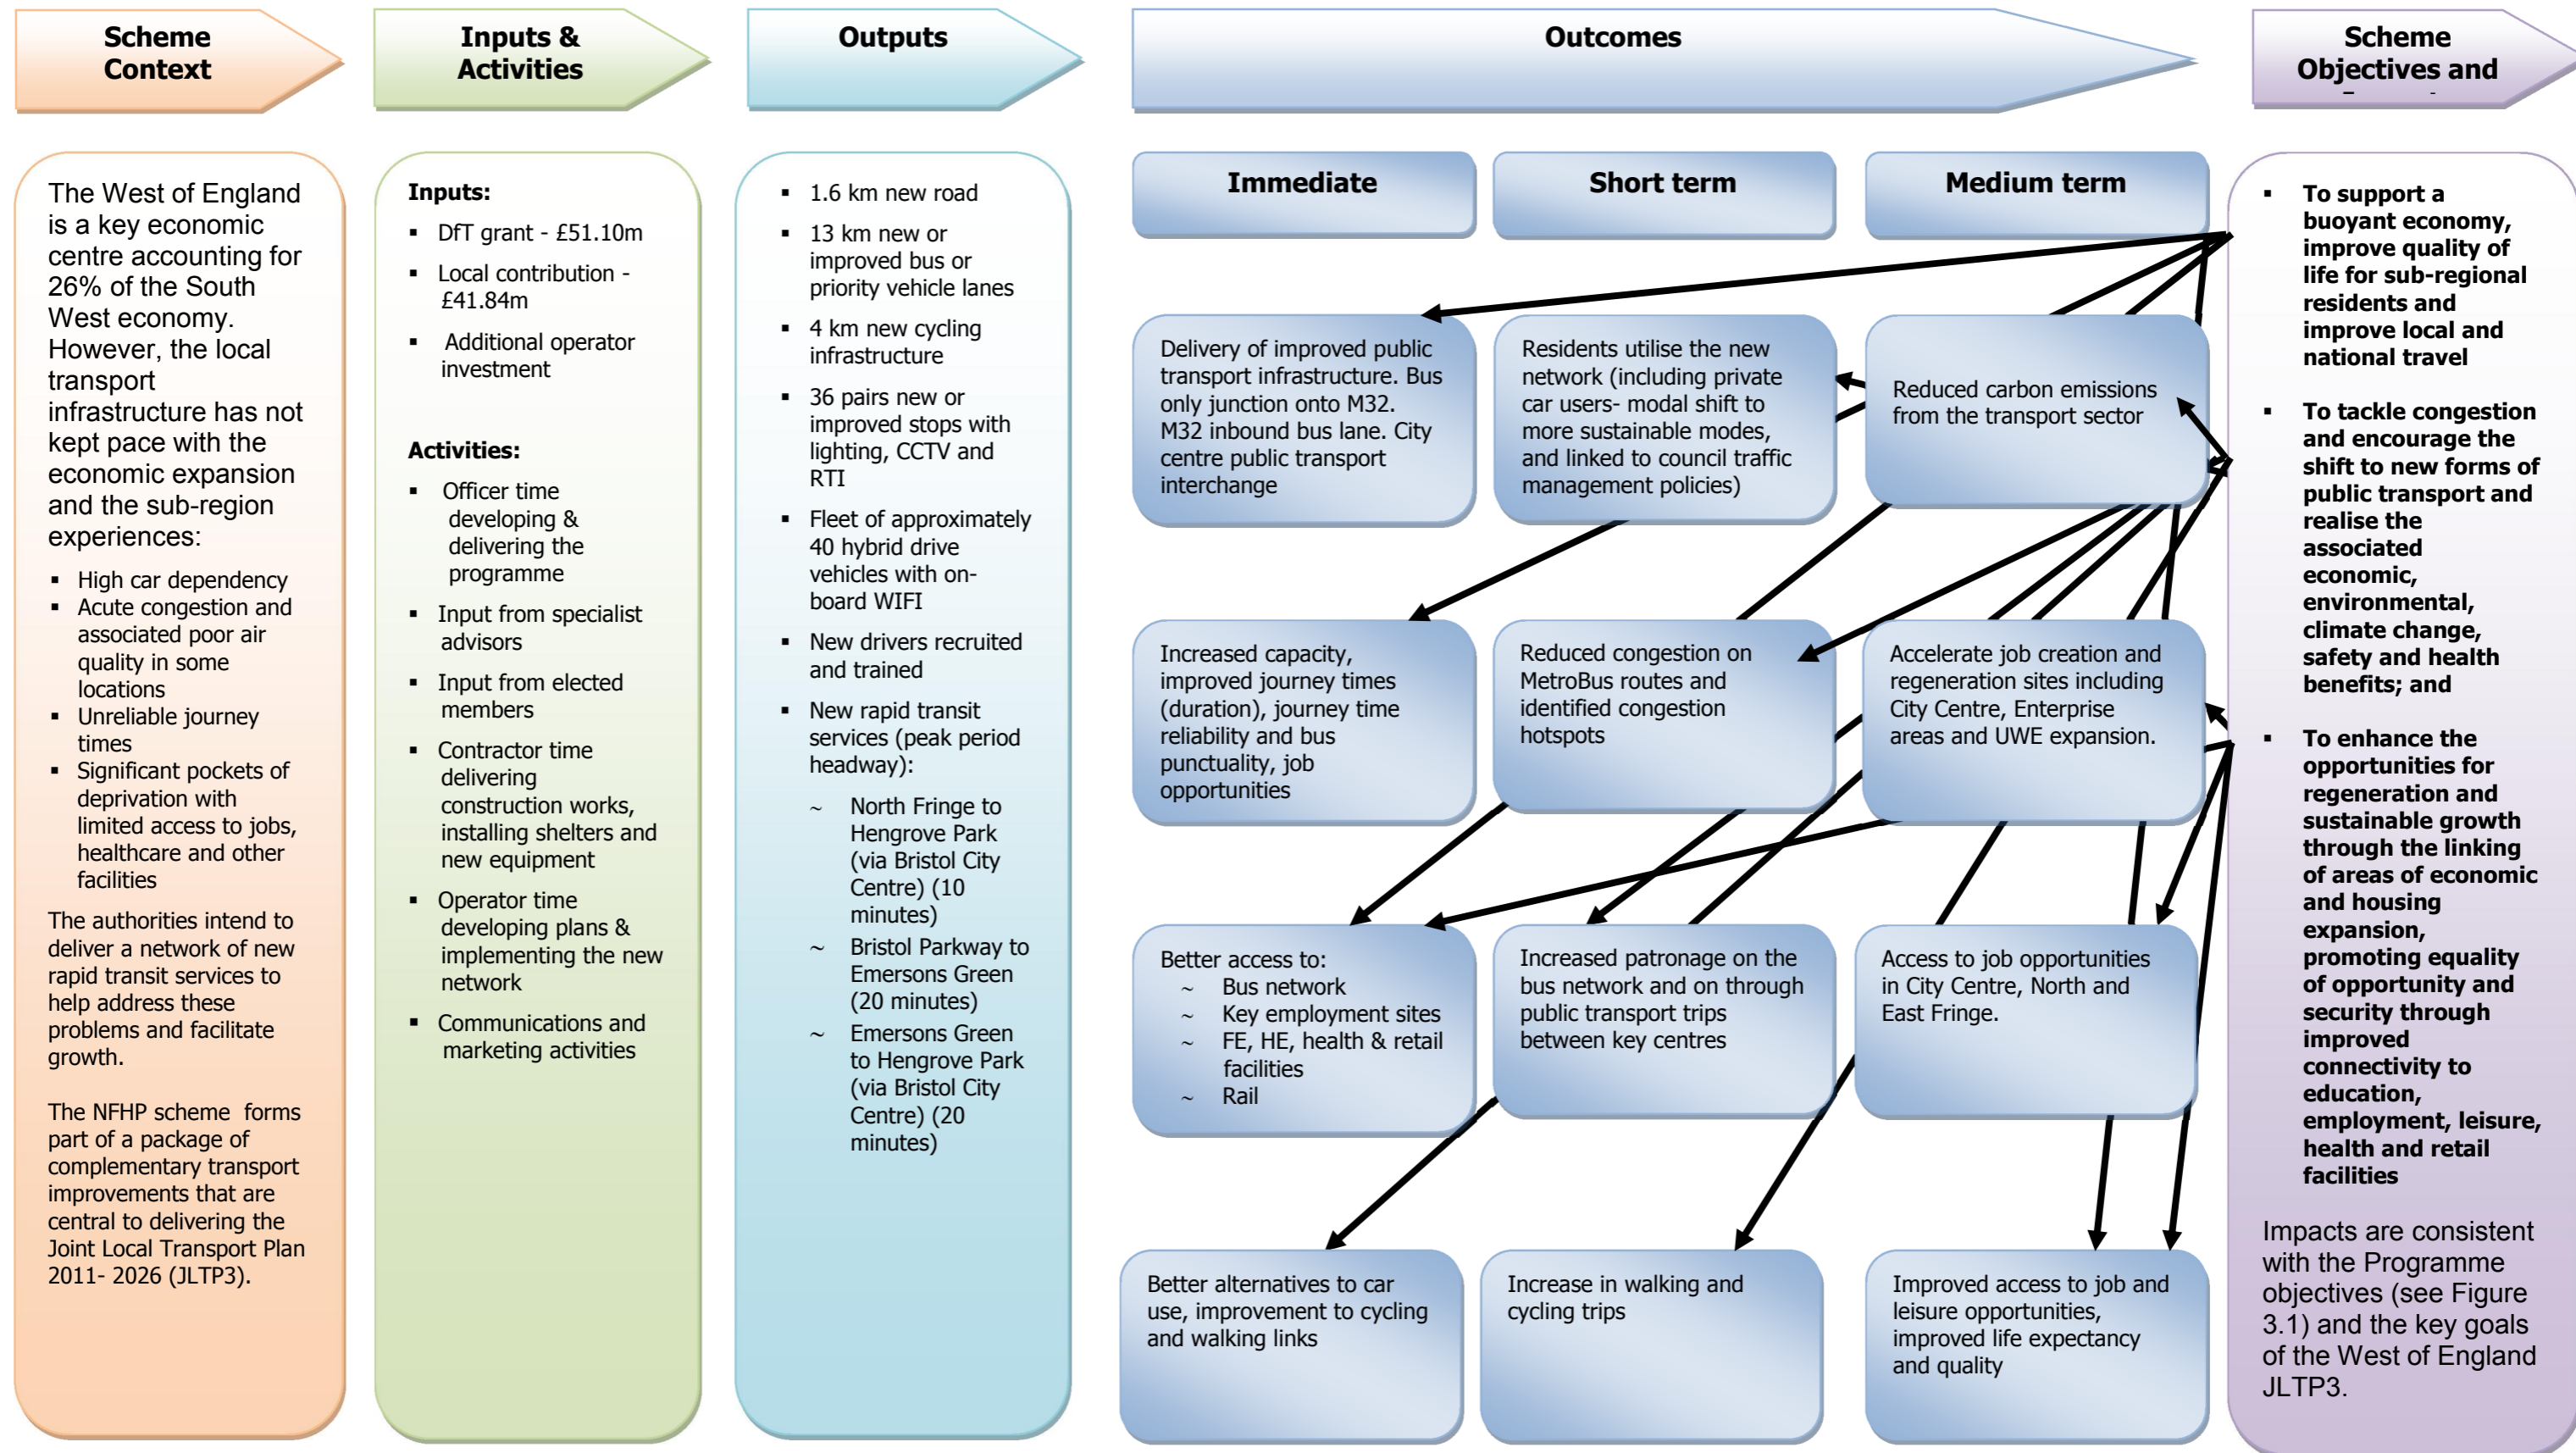 Scheme
Context
Inputs &
Activities
Outputs
Outcomes
Scheme
Objectives and
The West of England
is a key economic
centre accounting for
26% of the South
West economy.
However, the local
transport
infrastructure has not
kept pace with the
economic expansion
and the sub-region
experiences:
▪ High car dependency
▪ Acute congestion and
associated poor air
quality in some
locations
▪ Unreliable journey
times
▪ Significant pockets of
deprivation with
limited access to jobs,
healthcare and other
facilities
The authorities intend to
deliver a network of new
rapid transit services to
help address these
problems and facilitate
growth.
The NFHP scheme forms
part of a package of
complementary transport
improvements that are
central to delivering the
Joint Local Transport Plan
2011- 2026 (JLTP3).
Inputs:
▪ DfT grant - £51.10m
▪ Local contribution -
£41.84m
▪ Additional operator
investment
Activities:
▪ Officer time
developing &
delivering the
programme
▪ Input from specialist
advisors
▪ Input from elected
members
▪ Contractor time
delivering
construction works,
installing shelters and
new equipment
▪ Operator time
developing plans &
implementing the new
network
▪ Communications and
marketing activities
▪ 1.6 km new road
▪ 13 km new or
improved bus or
priority vehicle lanes
▪ 4 km new cycling
infrastructure
▪ 36 pairs new or
improved stops with
lighting, CCTV and
RTI
▪ Fleet of approximately
40 hybrid drive
vehicles with on-
board WIFI
▪ New drivers recruited
and trained
▪ New rapid transit
services (peak period
headway):
~ North Fringe to
Hengrove Park
(via Bristol City
Centre) (10
minutes)
~ Bristol Parkway to
Emersons Green
(20 minutes)
~ Emersons Green
to Hengrove Park
(via Bristol City
Centre) (20
minutes)
Immediate
Short term
Medium term
Delivery of improved public
transport infrastructure. Bus
only junction onto M32.
M32 inbound bus lane. City
centre public transport
interchange
Residents utilise the new
network (including private
car users- modal shift to
more sustainable modes,
and linked to council traffic
management policies)
Reduced carbon emissions
from the transport sector
Increased capacity,
improved journey times
(duration), journey time
reliability and bus
punctuality, job
opportunities
Reduced congestion on
MetroBus routes and
identified congestion
hotspots
Accelerate job creation and
regeneration sites including
City Centre, Enterprise
areas and UWE expansion.
Better access to:
~ Bus network
~ Key employment sites
~ FE, HE, health & retail
facilities
~ Rail
Increased patronage on the
bus network and on through
public transport trips
between key centres
Access to job opportunities
in City Centre, North and
East Fringe.
Better alternatives to car
use, improvement to cycling
and walking links
Increase in walking and
cycling trips
Improved access to job and
leisure opportunities,
improved life expectancy
and quality
▪ To support a
buoyant economy,
improve quality of
life for sub-regional
residents and
improve local and
national travel
▪ To tackle congestion
and encourage the
shift to new forms of
public transport and
realise the
associated
economic,
environmental,
climate change,
safety and health
benefits; and
▪ To enhance the
opportunities for
regeneration and
sustainable growth
through the linking
of areas of economic
and housing
expansion,
promoting equality
of opportunity and
security through
improved
connectivity to
education,
employment, leisure,
health and retail
facilities
Impacts are consistent
with the Programme
objectives (see Figure
3.1) and the key goals
of the West of England
JLTP3.